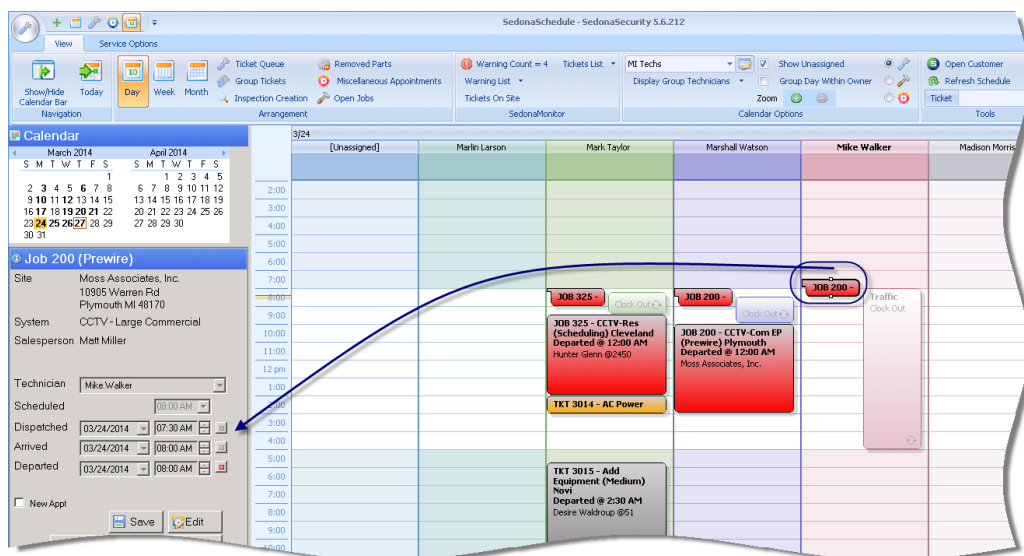 SedonaSchedule - SedonaSecurity 5.6.212
View Service Options
Show/Hide Calendar Bar
Today
Navigation
Day Week Month
Ticket Queue
Group Tickets
Inspection Creation
Removed Parts
Miscellaneous Appointments
Open Jobs
Arrangement
Warning Count = 4 Tickets List
Warning List
Tickets On Site
SedonaMonitor
MI Techs
Display Group Technicians
Show Unassigned
Group Day Within Owner
Zoom
Calendar Options
Open Customer
Refresh Schedule
Ticket
Tools
Calendar
March 2014 April 2014
S M T W T F S S M T W T F S
1 1 2 3 4 5
2 3 4 5 6 7 8 6 7 8 9 10 11 12
9 10 11 12 13 14 15 13 14 15 16 17 18 19
16 17 18 19 20 21 22 20 21 22 23 24 25 26
23 24 25 26 27 28 29 27 28 29 30
30 31
Job 200 (Prewire)
Site Moss Associates, Inc.
10905 Warren Rd
Plymouth MI 48170
System CCTV - Large Commercial
Salesperson Matt Miller
Technician Mike.Walker
Scheduled 08:00 AM
Dispatched 03/24/2014 07:30 AM
Arrived 03/24/2014 08:00 AM
Departed 03/24/2014 08:00 AM
New Appt
Save Edit
3/24
[Unassigned] Marlin Larson Mark Taylor Marshall Watson Mike Walker Madison Morris
2:00
3:00
4:00
5:00
6:00
7:00
8:00
9:00
10:00
11:00
12 pm
1:00
2:00
3:00
4:00
5:00
6:00
7:00
8:00
9:00
10:00
JOB 325 -
Clock Out
JOB 325 - CCTV-Res
(Scheduling) Cleveland
Departed @ 12:00 AM
Hunter Glenn @2450
TKT 3014 - AC Power
TKT 3015 - Add
Equipment (Medium)
Novi
Departed @ 2:30 AM
Desire Waldroup @51
JOB 200 -
Clock Out
JOB 200 - CCTV-Com EP
(Prewire) Plymouth
Departed @ 12:00 AM
Moss Associates, Inc.
JOB 200 -
Traffic
Clock Out